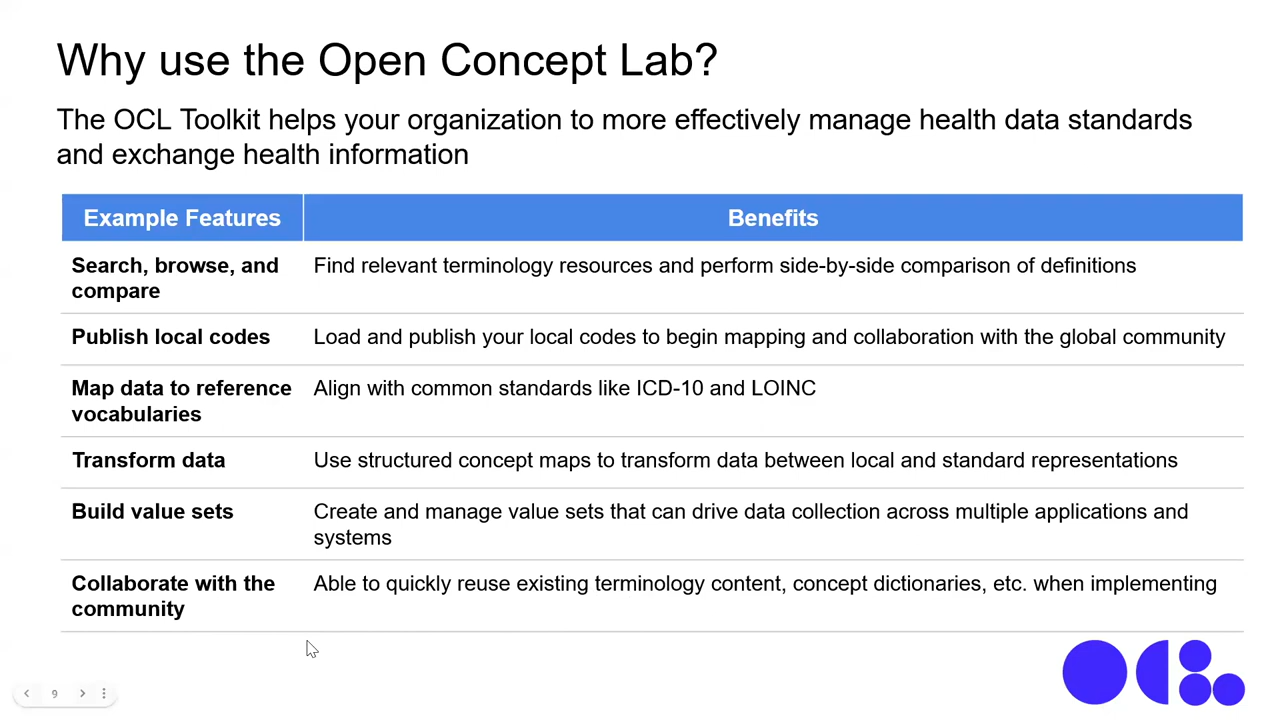 Why use the Open Concept Lab?
The OCL Toolkit helps your organization to more effectively manage health data standards
and exchange health information
Example Features
Benefits
Search, browse, and
compare
Find relevant terminology resources and perform side-by-side comparison of definitions
Publish local codes
Load and publish your local codes to begin mapping and collaboration with the global community
Map data to reference
vocabularies
Align with common standards like ICD-10 and LOINC
Transform data
Use structured concept maps to transform data between local and standard representations
Build value sets
Create and manage value sets that can drive data collection across multiple applications and
systems
Collaborate with the
community
Able to quickly reuse existing terminology content, concept dictionaries, etc. when implementing
9